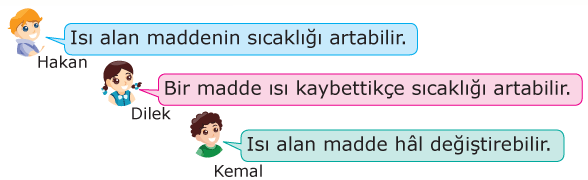 Isı alan maddenin sıcaklığı artabilir.
Hakan
Bir madde ısı kaybettikçe sıcaklığı artabilir.
Dilek
Isı alan madde hâl değiştirebilir.
Kemal